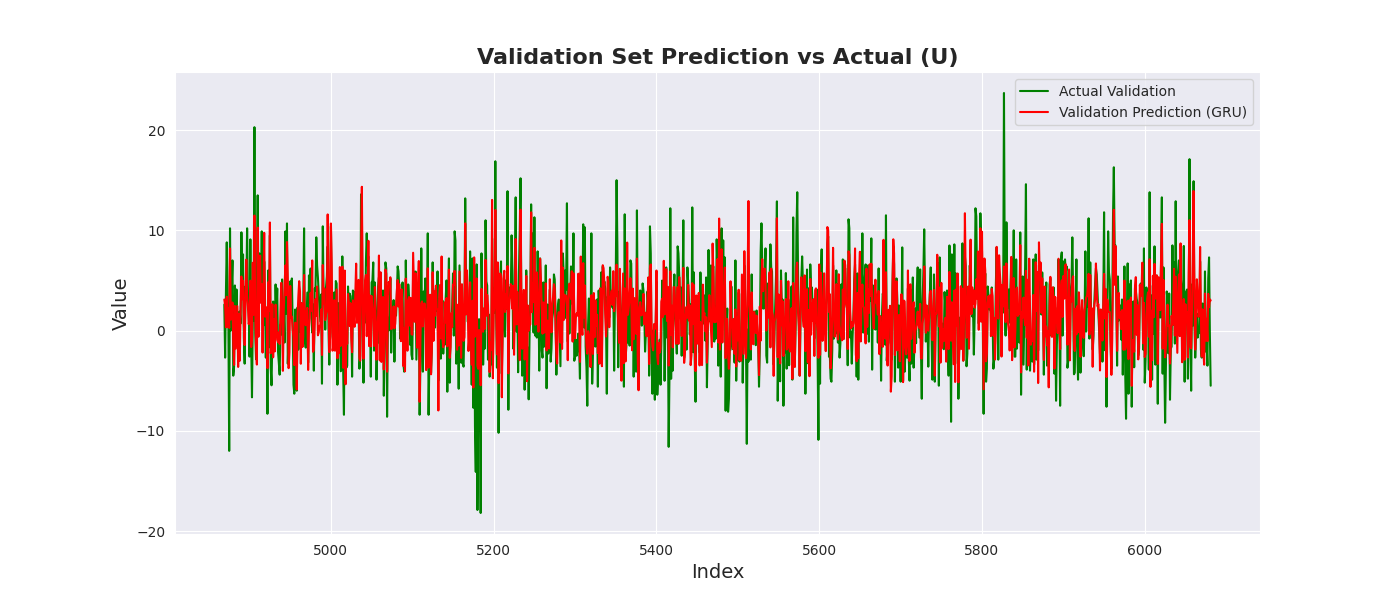 Validation Set Prediction vs Actual (U)
Actual Validation
Validation Prediction (GRU)
Value
20
10
0
−10
−20
5000
5200
5400
5600
5800
6000
Index